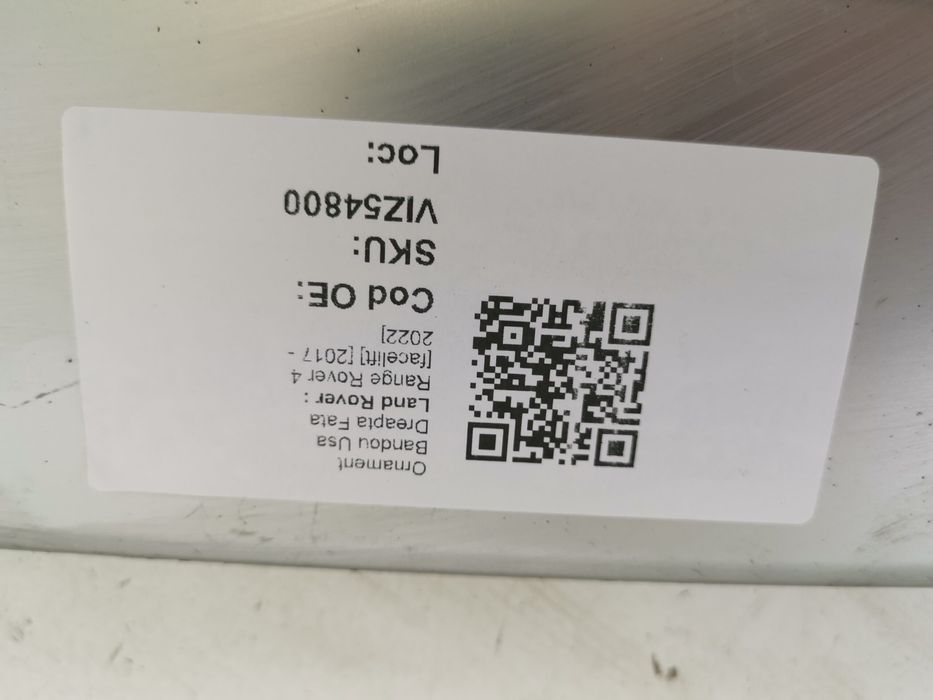 Ornament
Bandou Usa
Dreapta Fata
Land Rover :
Range Rover 4
[facelift] [2017 -
2022]
Cod OE:
SKU:
VIZ54800
Loc: